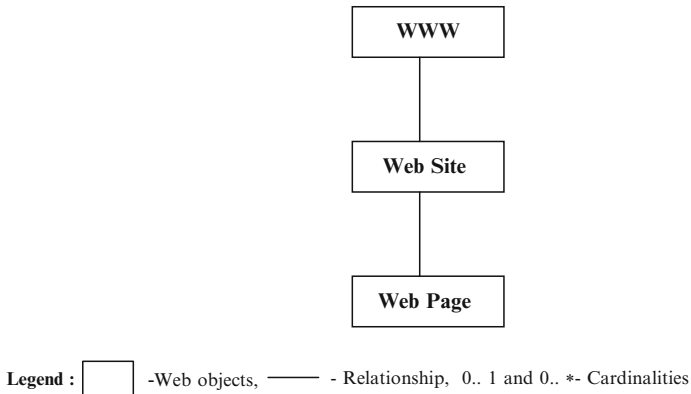 WWW
Web Site
Web Page
Legend : -Web objects, - Relationship, 0.. 1 and 0.. *- Cardinalities